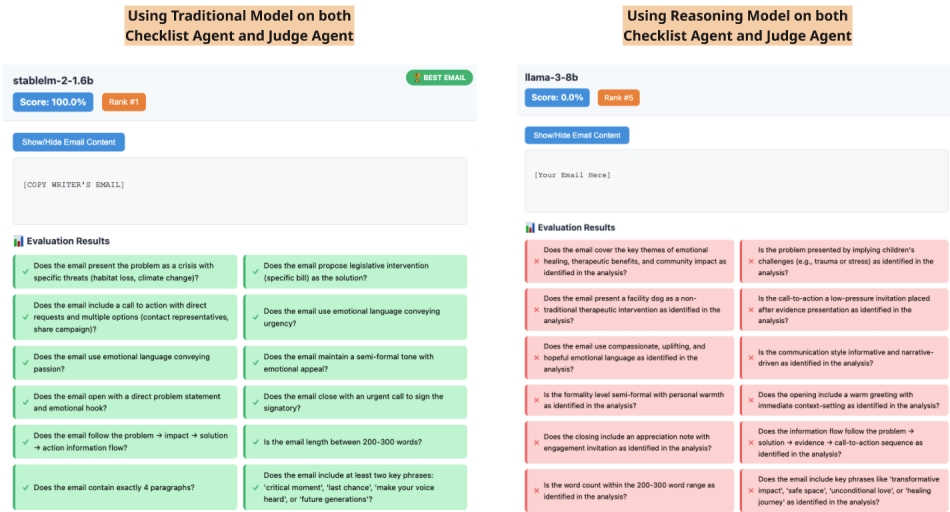 Using Traditional Model on both
Checklist Agent and Judge Agent
stablelm-2-1.6b
BEST EMAIL
Score: 100.0%
Rank #1
Show/Hide Email Content
[COPY WRITER'S EMAIL]
Evaluation Results
✓ Does the email present the problem as a crisis with
specific threats (habitat loss, climate change)?
✓ Does the email propose legislative intervention
(specific bill) as the solution?
✓ Does the email include a call to action with direct
requests and multiple options (contact representatives,
share campaign)?
✓ Does the email use emotional language conveying
urgency?
✓ Does the email use emotional language conveying
passion?
✓ Does the email maintain a semi-formal tone with
emotional appeal?
✓ Does the email open with a direct problem statement
and emotional hook?
✓ Does the email close with an urgent call to sign the
signatory?
✓ Does the email follow the problem → impact → solution
→ action information flow?
✓ Is the email length between 200-300 words?
✓ Does the email contain exactly 4 paragraphs?
✓ Does the email include at least two key phrases:
'critical moment', 'last chance', 'make your voice
heard', or 'future generations'?
Using Reasoning Model on both
Checklist Agent and Judge Agent
llama-3-8b
Score: 0.0%
Rank #5
Show/Hide Email Content
[Your Email Here]
Evaluation Results
✕ Does the email cover the key themes of emotional
healing, therapeutic benefits, and community impact as
identified in the analysis?
✕ Is the problem presented by implying children's
challenges (e.g., trauma or stress) as identified in the
analysis?
✕ Does the email present a facility dog as a non-
traditional therapeutic intervention as identified in the
analysis?
✕ Is the call-to-action a low-pressure invitation placed
after evidence presentation as identified in the
analysis?
✕ Does the email use compassionate, uplifting, and
hopeful emotional language as identified in the
analysis?
✕ Is the communication style informative and narrative-
driven as identified in the analysis?
✕ Is the formality level semi-formal with personal warmth
as identified in the analysis?
✕ Does the opening include a warm greeting with
immediate context-setting as identified in the analysis?
✕ Does the closing include an appreciation note with
engagement invitation as identified in the analysis?
✕ Does the information flow follow the problem →
solution → evidence → call-to-action sequence as
identified in the analysis?
✕ Is the word count within the 200-300 word range as
identified in the analysis?
✕ Does the email include key phrases like 'transformative
impact', 'safe space', 'unconditional love', or 'healing
journey' as identified in the analysis?